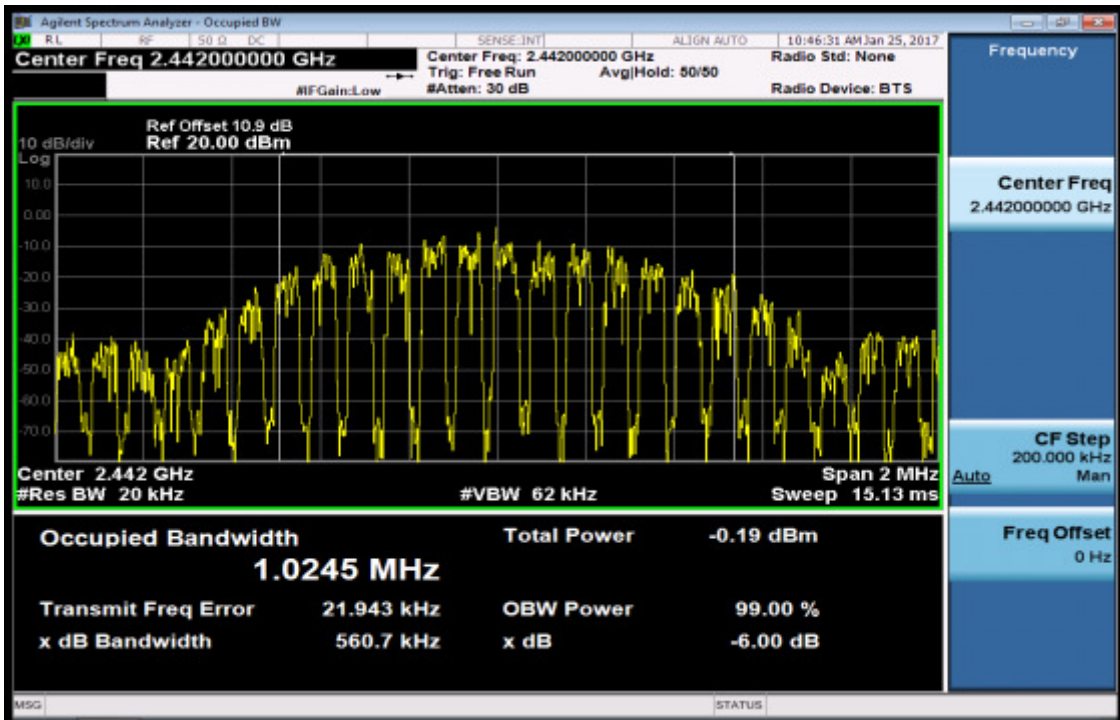 Agilent Spectrum Analyzer - Occupied BW
RL RF 50 Ω DC SENSE:INT ALIGN AUTO 10:46:31 AM Jan 25, 2017
Center Freq 2.442000000 GHz
Center Freq: 2.442000000 GHz Radio Std: None
Trig: Free Run Avg|Hold: 50/50
#IFGain:Low #Atten: 30 dB Radio Device: BTS
Ref Offset 10.9 dB
10 dB/div Ref 20.00 dBm
Log
10.0
0.00
-10.0
-20.0
-30.0
-40.0
-50.0
-60.0
-70.0
Center 2.442 GHz Span 2 MHz
#Res BW 20 kHz #VBW 62 kHz Sweep 15.13 ms
Occupied Bandwidth Total Power -0.19 dBm
1.0245 MHz
Transmit Freq Error 21.943 kHz OBW Power 99.00 %
x dB Bandwidth 560.7 kHz x dB -6.00 dB
MSG STATUS
Frequency
Center Freq
2.442000000 GHz
CF Step
200.000 kHz
Auto Man
Freq Offset
0 Hz